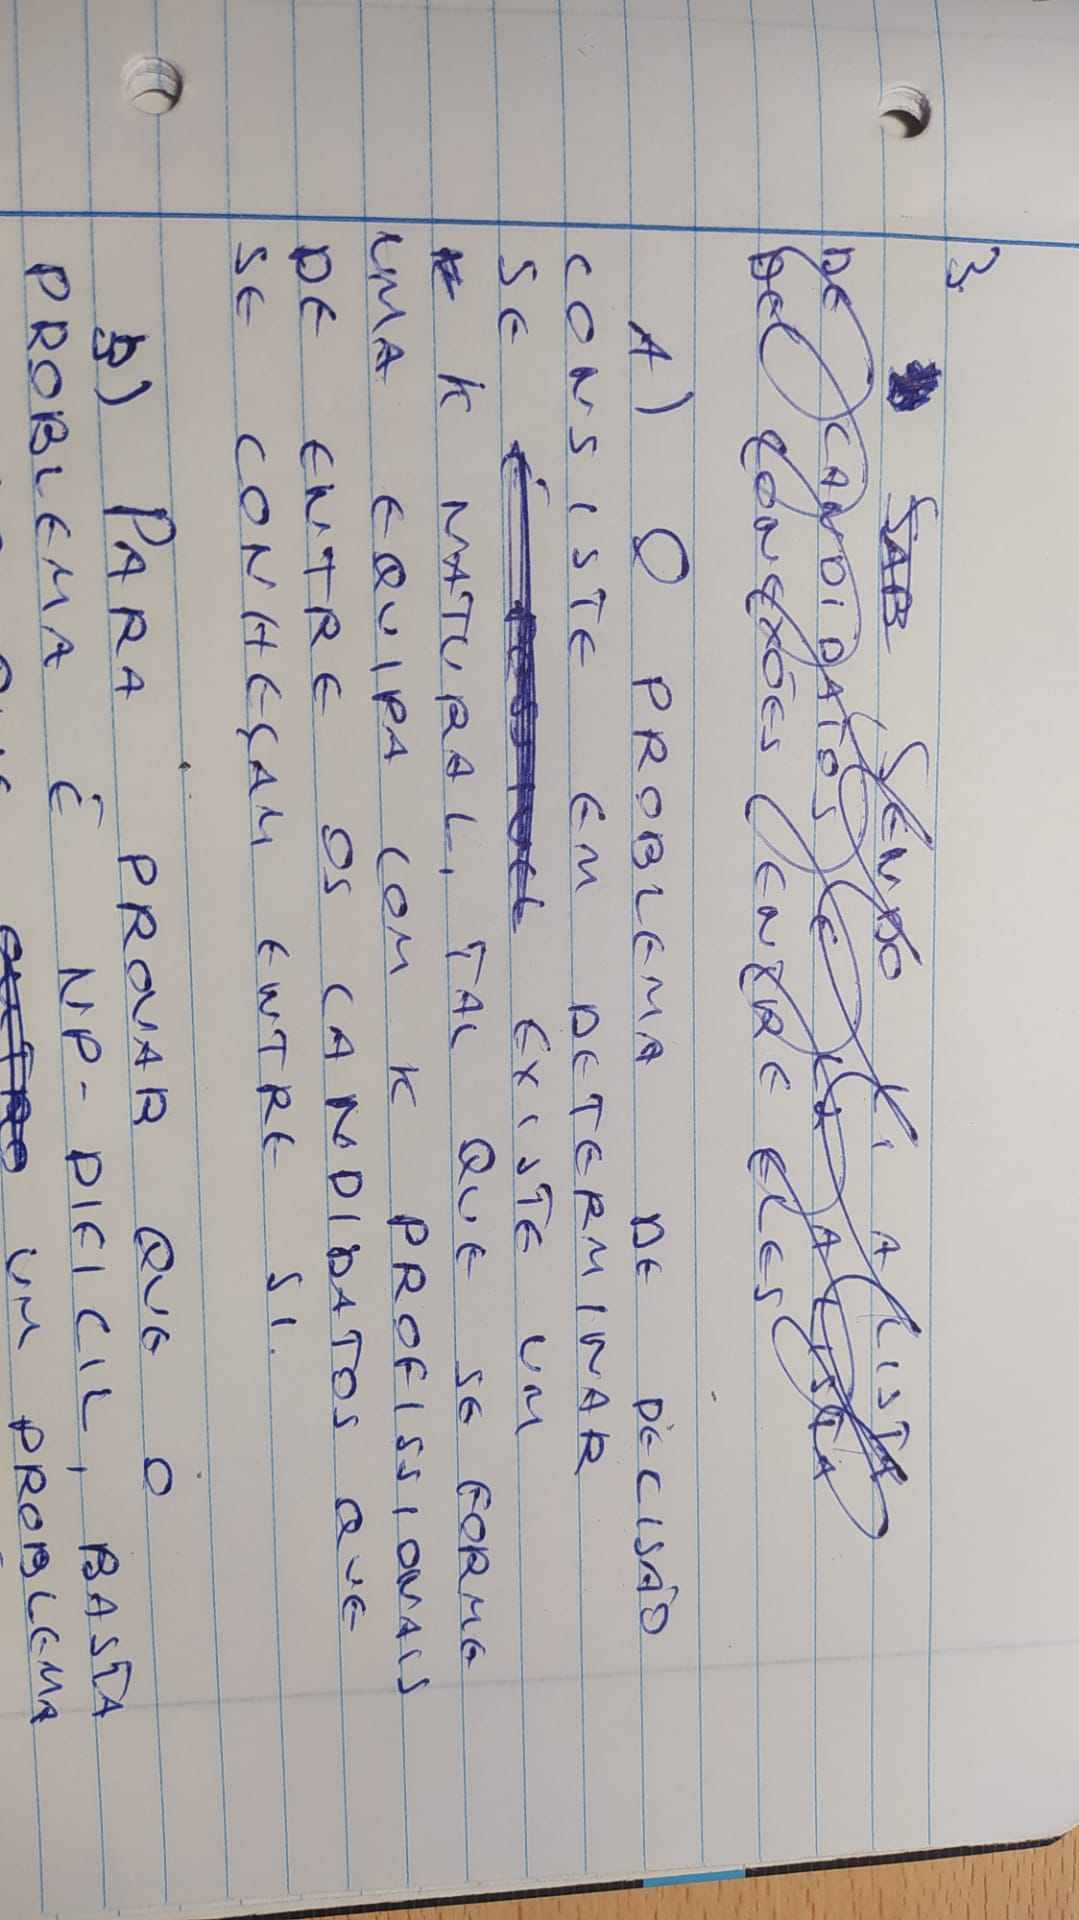 3.
SAB SENDO L1 A LISTA
DE CANDIDATOS E L2 A LISTA
DE CONEXÕES ENTRE ELES
A) O PROBLEMA DE DECISÃO
CONSISTE EM DETERMINAR
SE É POSSIVEL EXISTE UM
K K NATURAL, TAL QUE SE FORME
UMA EQUIPA COM K PROFISSIONAIS
DE ENTRE OS CANDIDATOS QUE
SE CONHEÇAM ENTRE SI.
B) PARA PROVAR QUE O
PROBLEMA É NP-DIFICIL, BASTA
QUE OUTRO UM PROBLEMA